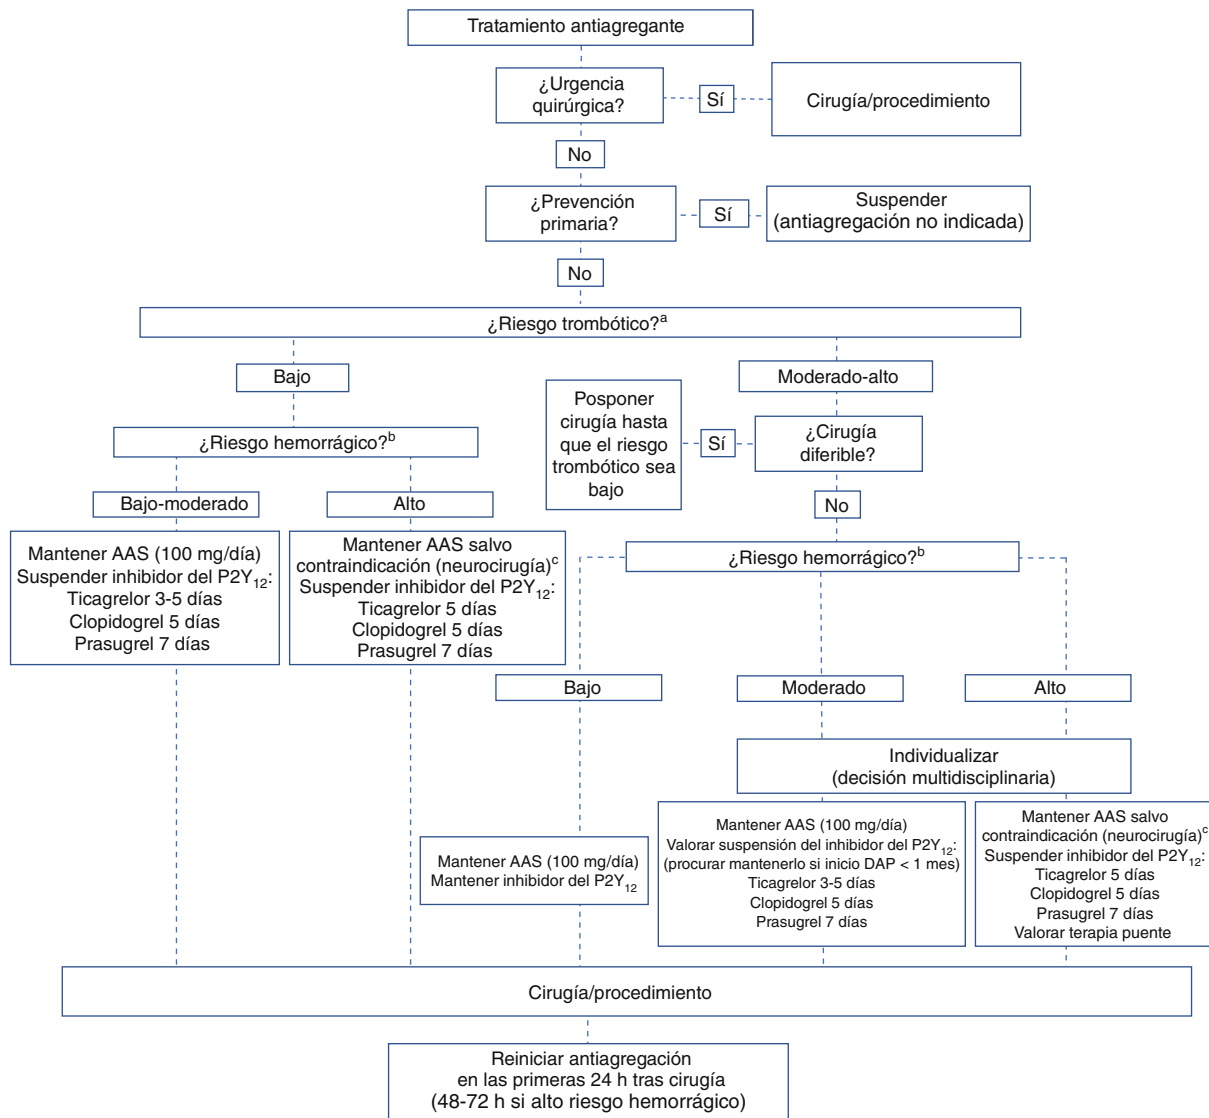 Tratamiento antiagregante
¿Urgencia
quirúrgica?
Sí
Cirugía/procedimiento
No
¿Prevención
primaria?
Sí
Suspender
(antiagregación no indicada)
No
¿Riesgo trombótico?a
Bajo
Moderado-alto
¿Riesgo hemorrágico?b
Posponer
cirugía hasta
que el riesgo
trombótico sea
bajo
Sí
¿Cirugía
diferible?
Bajo-moderado
Alto
No
Mantener AAS (100 mg/día)
Suspender inhibidor del P2Y12:
Ticagrelor 3-5 días
Clopidogrel 5 días
Prasugrel 7 días
Mantener AAS salvo
contraindicación (neurocirugía)c
Suspender inhibidor del P2Y12:
Ticagrelor 5 días
Clopidogrel 5 días
Prasugrel 7 días
¿Riesgo hemorrágico?b
Bajo
Moderado
Alto
Individualizar
(decisión multidisciplinaria)
Mantener AAS (100 mg/día)
Mantener inhibidor del P2Y12
Mantener AAS (100 mg/día)
Valorar suspensión del inhibidor del P2Y12:
(procurar mantenerlo si inicio DAP < 1 mes)
Ticagrelor 3-5 días
Clopidogrel 5 días
Prasugrel 7 días
Mantener AAS salvo
contraindicación (neurocirugía)c
Suspender inhibidor del P2Y12:
Ticagrelor 5 días
Clopidogrel 5 días
Prasugrel 7 días
Valorar terapia puente
Cirugía/procedimiento
Reiniciar antiagregación
en las primeras 24 h tras cirugía
(48-72 h si alto riesgo hemorrágico)